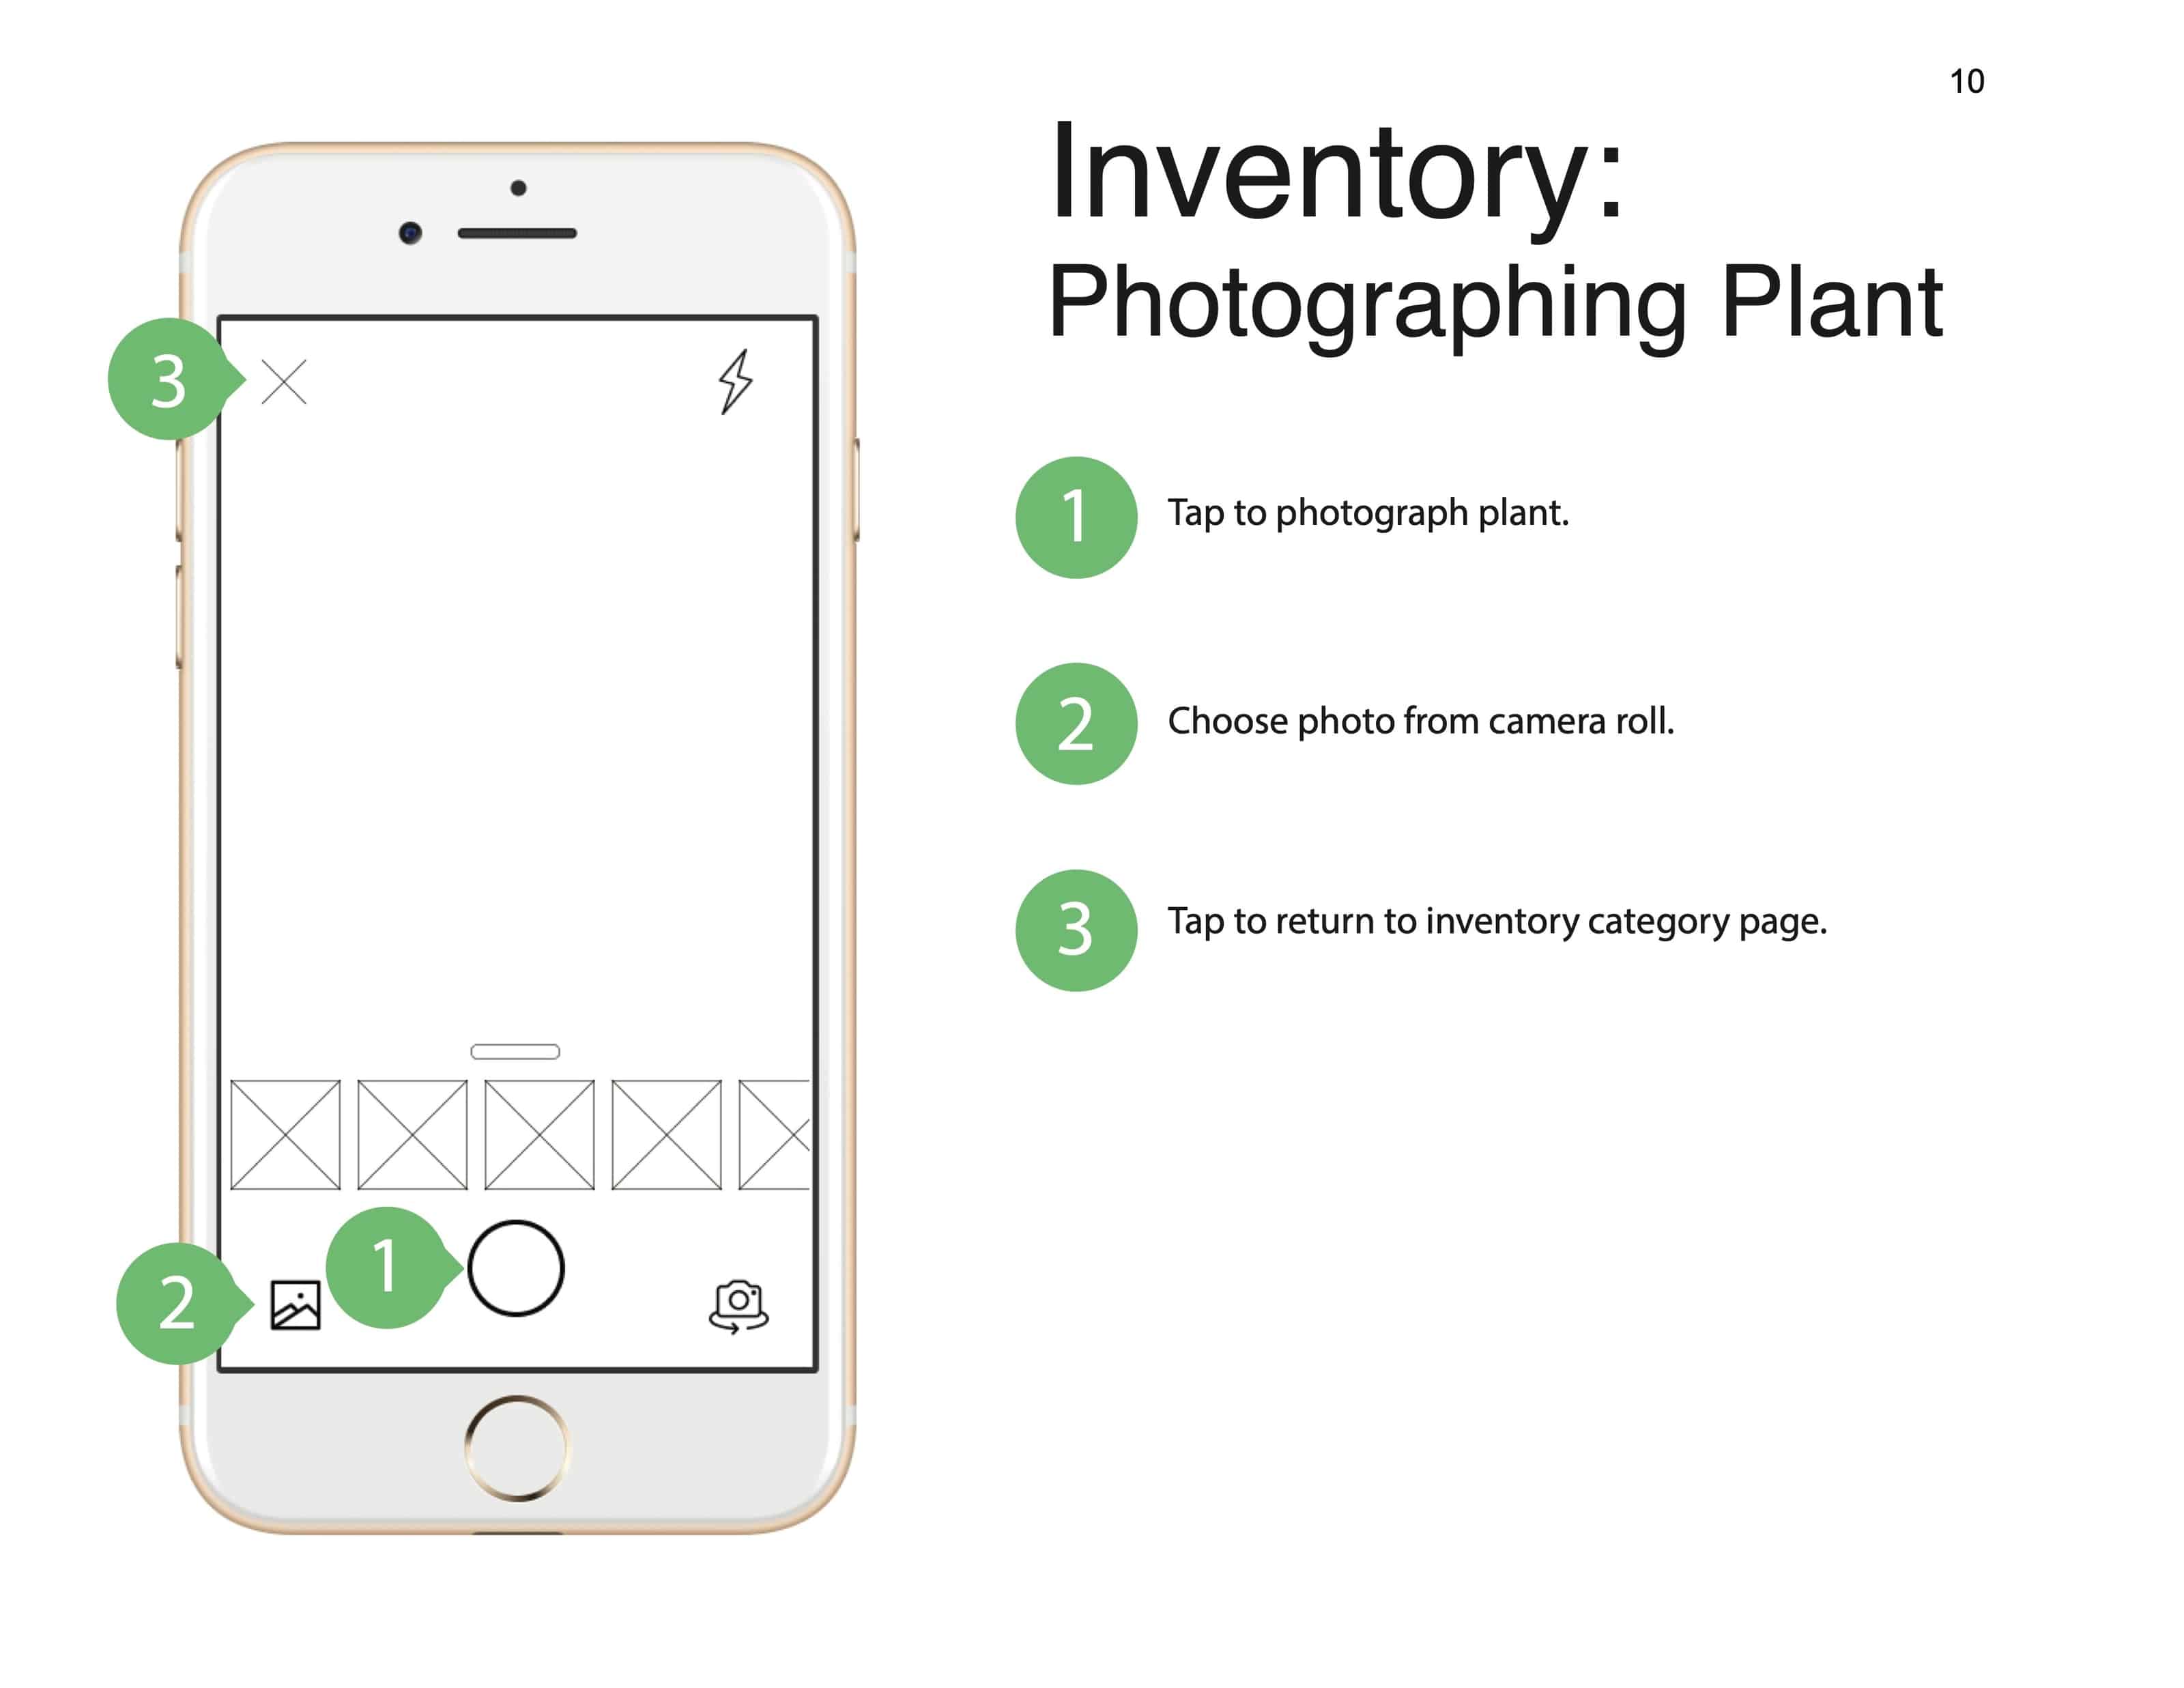 10
Inventory:
Photographing Plant
3
1
Tap to photograph plant.
2
Choose photo from camera roll.
3
Tap to return to inventory category page.
1
2